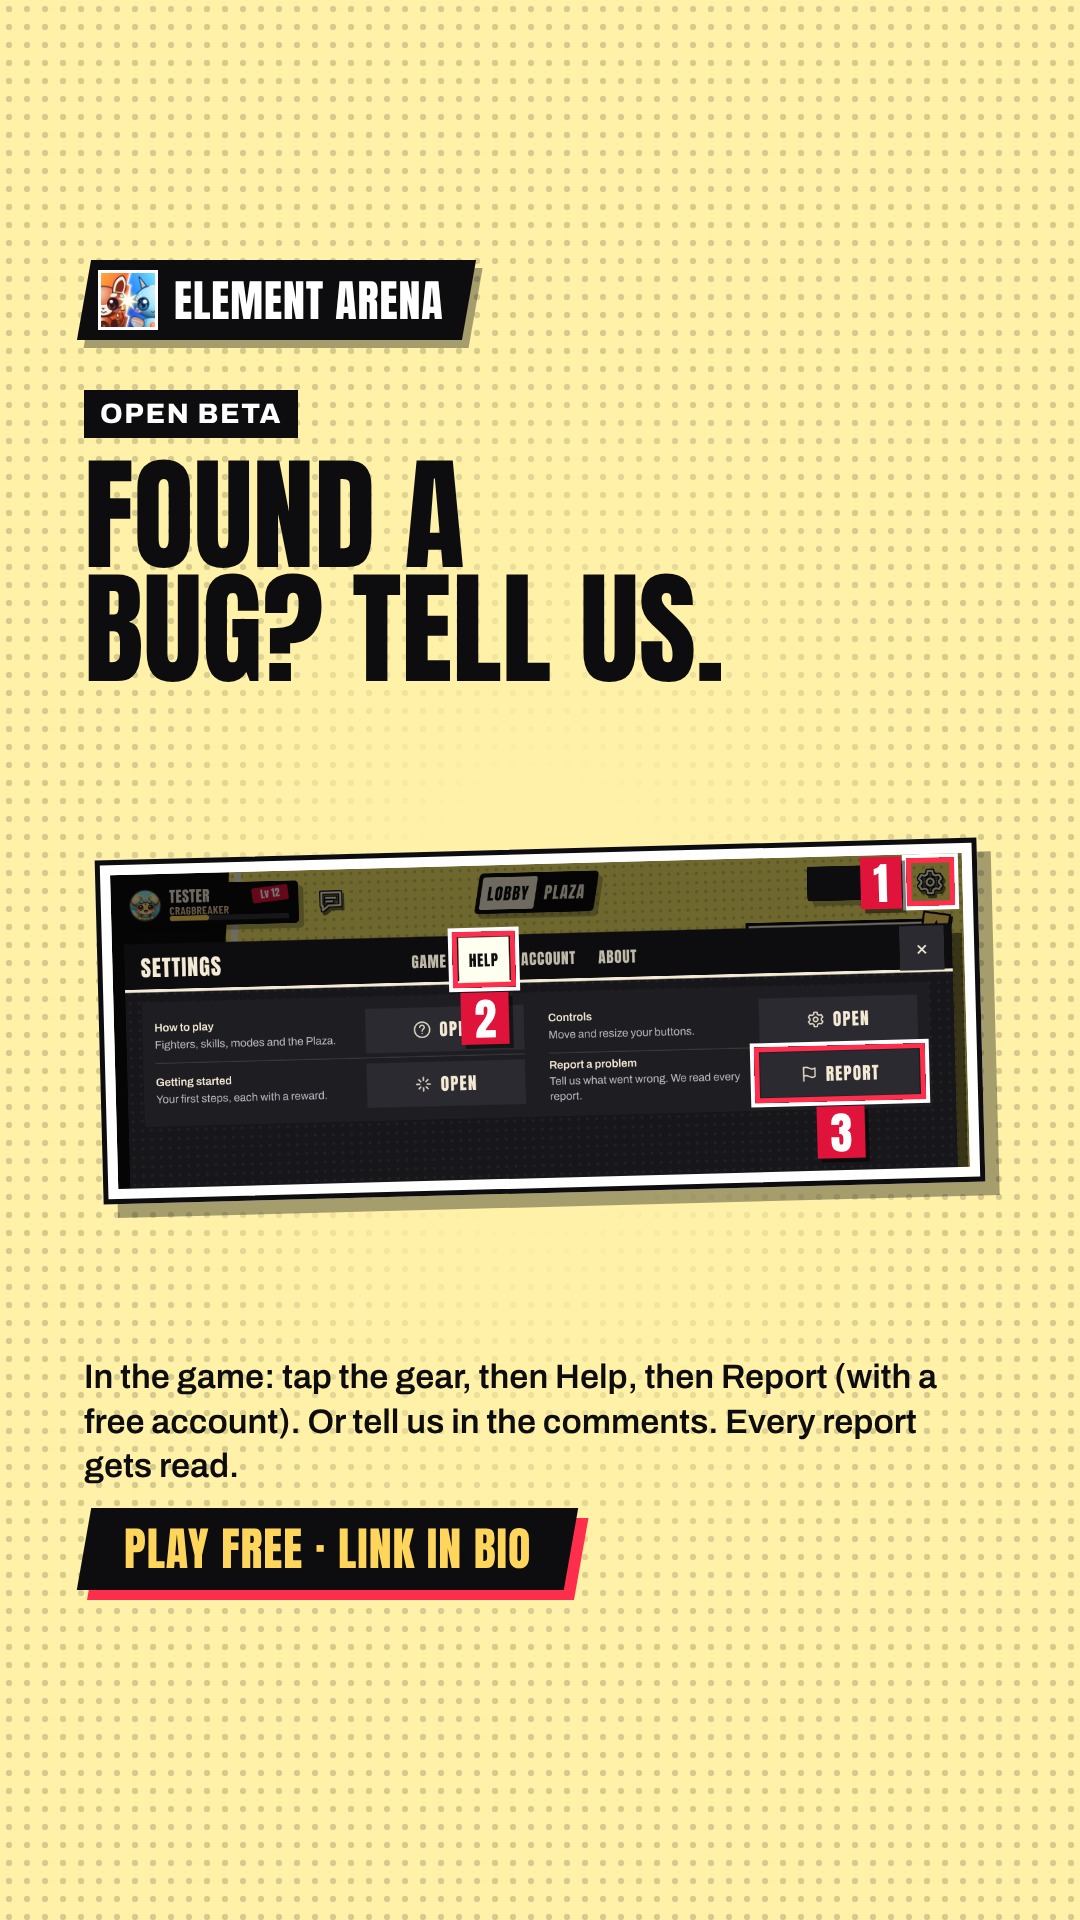 ELEMENT ARENA
OPEN BETA
FOUND A
BUG? TELL US.
TESTER
Lv 12
CRAGBREAKER
LOBBY PLAZA
1
SETTINGS
GAME HELP ACCOUNT ABOUT
2
How to play
Fighters, skills, modes and the Plaza.
Controls
Move and resize your buttons.
OPEN
Getting started
Your first steps, each with a reward.
OPEN
Report a problem
Tell us what went wrong. We read every
report.
REPORT
3
In the game: tap the gear, then Help, then Report (with a
free account). Or tell us in the comments. Every report
gets read.
PLAY FREE · LINK IN BIO